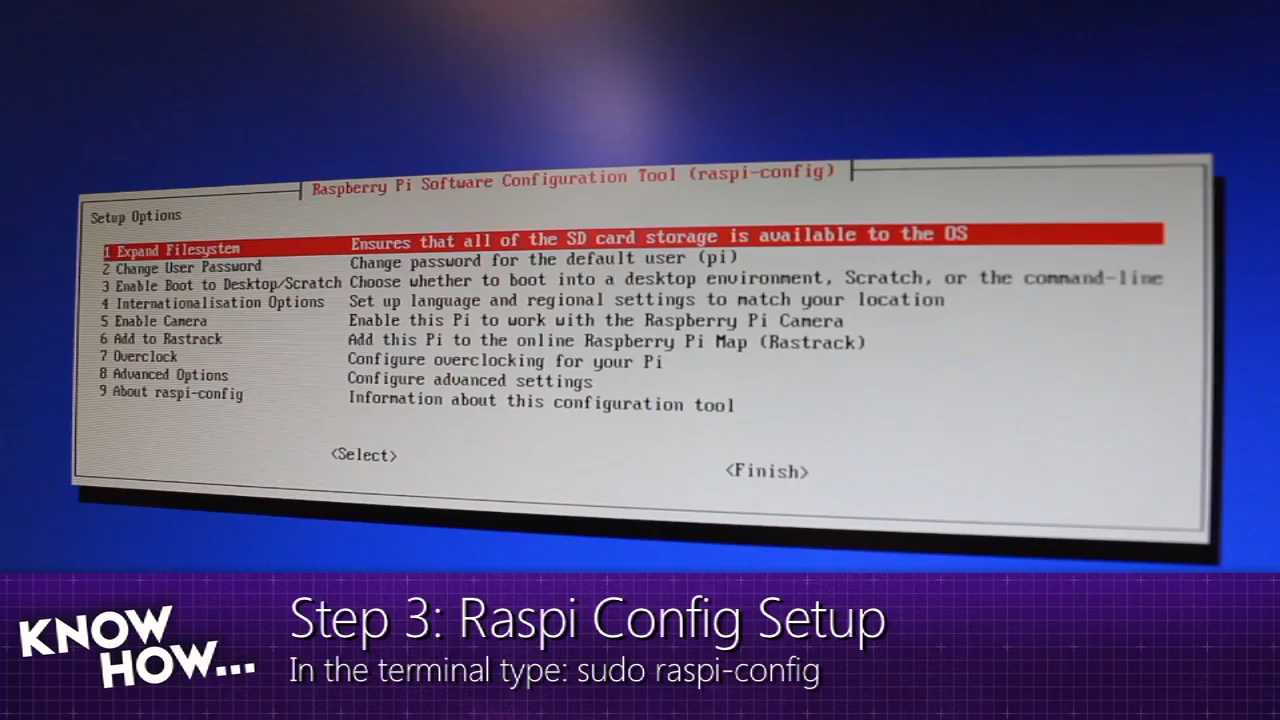 Raspberry Pi Software Configuration Tool (raspi-config)
Setup Options
1 Expand Filesystem Ensures that all of the SD card storage is available to the OS
2 Change User Password Change password for the default user (pi)
3 Enable Boot to Desktop/Scratch Choose whether to boot into a desktop environment, Scratch, or the command-line
4 Internationalisation Options Set up language and regional settings to match your location
5 Enable Camera Enable this Pi to work with the Raspberry Pi Camera
6 Add to Rastrack Add this Pi to the online Raspberry Pi Map (Rastrack)
7 Overclock Configure overclocking for your Pi
8 Advanced Options Configure advanced settings
9 About raspi-config Information about this configuration tool
<Select> <Finish>
KNOW HOW...
Step 3: Raspi Config Setup
In the terminal type: sudo raspi-config